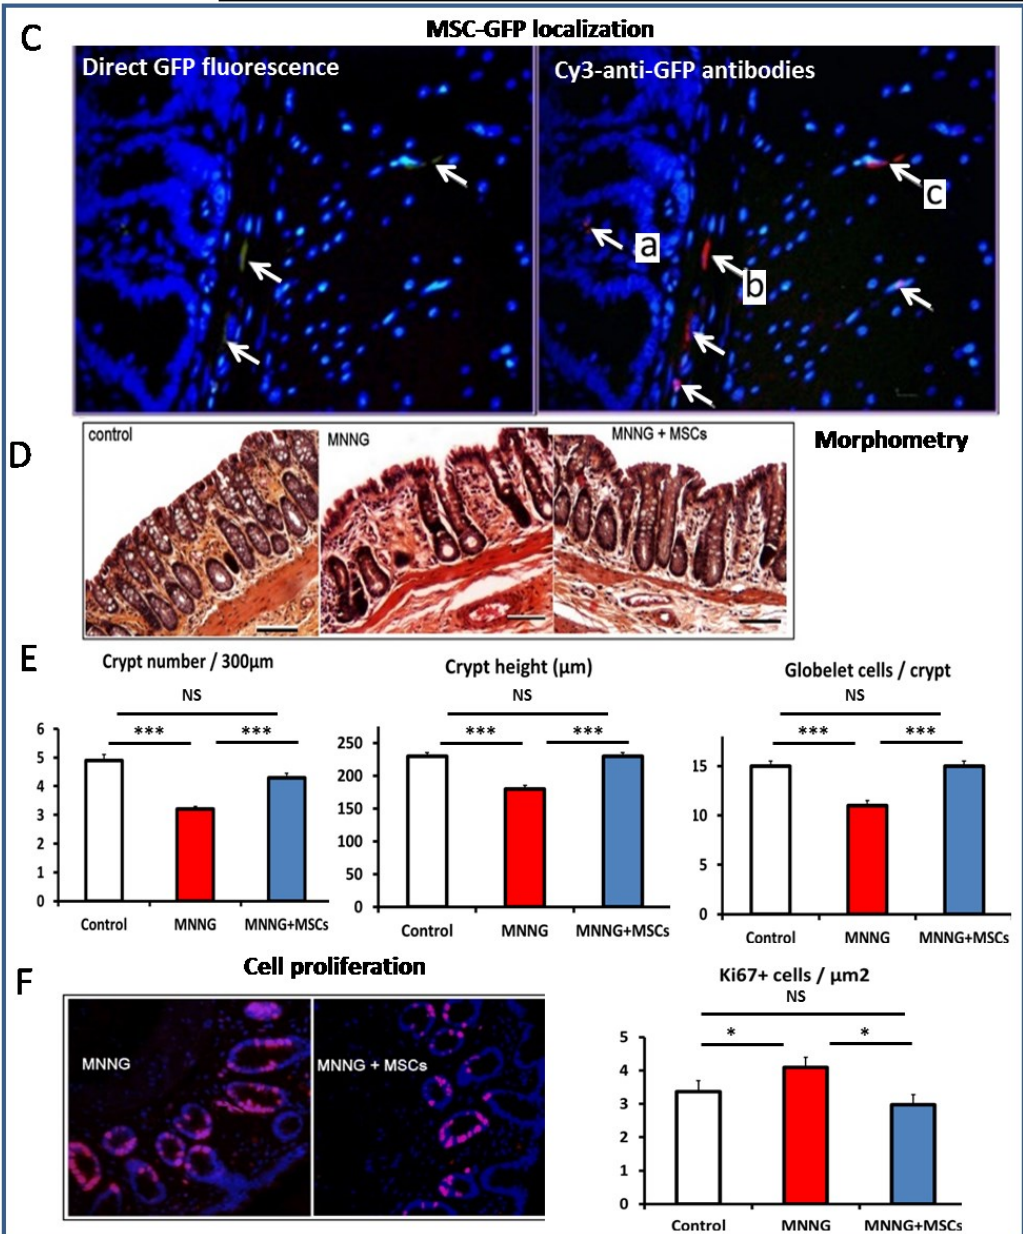 C
MSC-GFP localization
Direct GFP fluorescence
Cy3-anti-GFP antibodies
a
b
c
D
control
MNNG
MNNG + MSCs
Morphometry
E
Crypt number / 300µm
NS
***
***
6
5
4
3
2
1
0
Control
MNNG
MNNG+MSCs
Crypt height (µm)
NS
***
***
250
200
150
100
50
0
Control
MNNG
MNNG+MSCs
Globelet cells / crypt
NS
***
***
15
10
5
0
Control
MNNG
MNNG+MSCs
F
Cell proliferation
MNNG
MNNG + MSCs
Ki67+ cells / µm2
NS
*
*
5
4
3
2
1
0
Control
MNNG
MNNG+MSCs